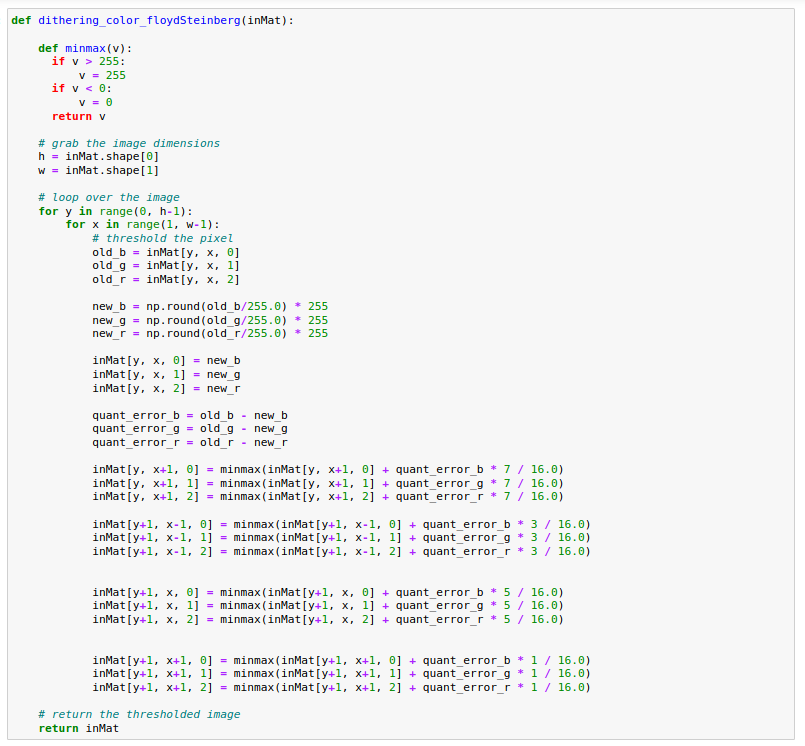 def dithering_color_floydSteinberg(inMat):
    def minmax(v):
      if v > 255:
          v = 255
      if v < 0:
          v = 0
      return v
    # grab the image dimensions
    h = inMat.shape[0]
    w = inMat.shape[1]
    # loop over the image
    for y in range(0, h-1):
        for x in range(1, w-1):
            # threshold the pixel
            old_b = inMat[y, x, 0]
            old_g = inMat[y, x, 1]
            old_r = inMat[y, x, 2]
            new_b = np.round(old_b/255.0) * 255
            new_g = np.round(old_g/255.0) * 255
            new_r = np.round(old_r/255.0) * 255
            inMat[y, x, 0] = new_b
            inMat[y, x, 1] = new_g
            inMat[y, x, 2] = new_r
            quant_error_b = old_b - new_b
            quant_error_g = old_g - new_g
            quant_error_r = old_r - new_r
            inMat[y, x+1, 0] = minmax(inMat[y, x+1, 0] + quant_error_b * 7 / 16.0)
            inMat[y, x+1, 1] = minmax(inMat[y, x+1, 1] + quant_error_g * 7 / 16.0)
            inMat[y, x+1, 2] = minmax(inMat[y, x+1, 2] + quant_error_r * 7 / 16.0)
            inMat[y+1, x-1, 0] = minmax(inMat[y+1, x-1, 0] + quant_error_b * 3 / 16.0)
            inMat[y+1, x-1, 1] = minmax(inMat[y+1, x-1, 1] + quant_error_g * 3 / 16.0)
            inMat[y+1, x-1, 2] = minmax(inMat[y+1, x-1, 2] + quant_error_r * 3 / 16.0)
            inMat[y+1, x, 0] = minmax(inMat[y+1, x, 0] + quant_error_b * 5 / 16.0)
            inMat[y+1, x, 1] = minmax(inMat[y+1, x, 1] + quant_error_g * 5 / 16.0)
            inMat[y+1, x, 2] = minmax(inMat[y+1, x, 2] + quant_error_r * 5 / 16.0)
            inMat[y+1, x+1, 0] = minmax(inMat[y+1, x+1, 0] + quant_error_b * 1 / 16.0)
            inMat[y+1, x+1, 1] = minmax(inMat[y+1, x+1, 1] + quant_error_g * 1 / 16.0)
            inMat[y+1, x+1, 2] = minmax(inMat[y+1, x+1, 2] + quant_error_r * 1 / 16.0)
    # return the thresholded image
    return inMat